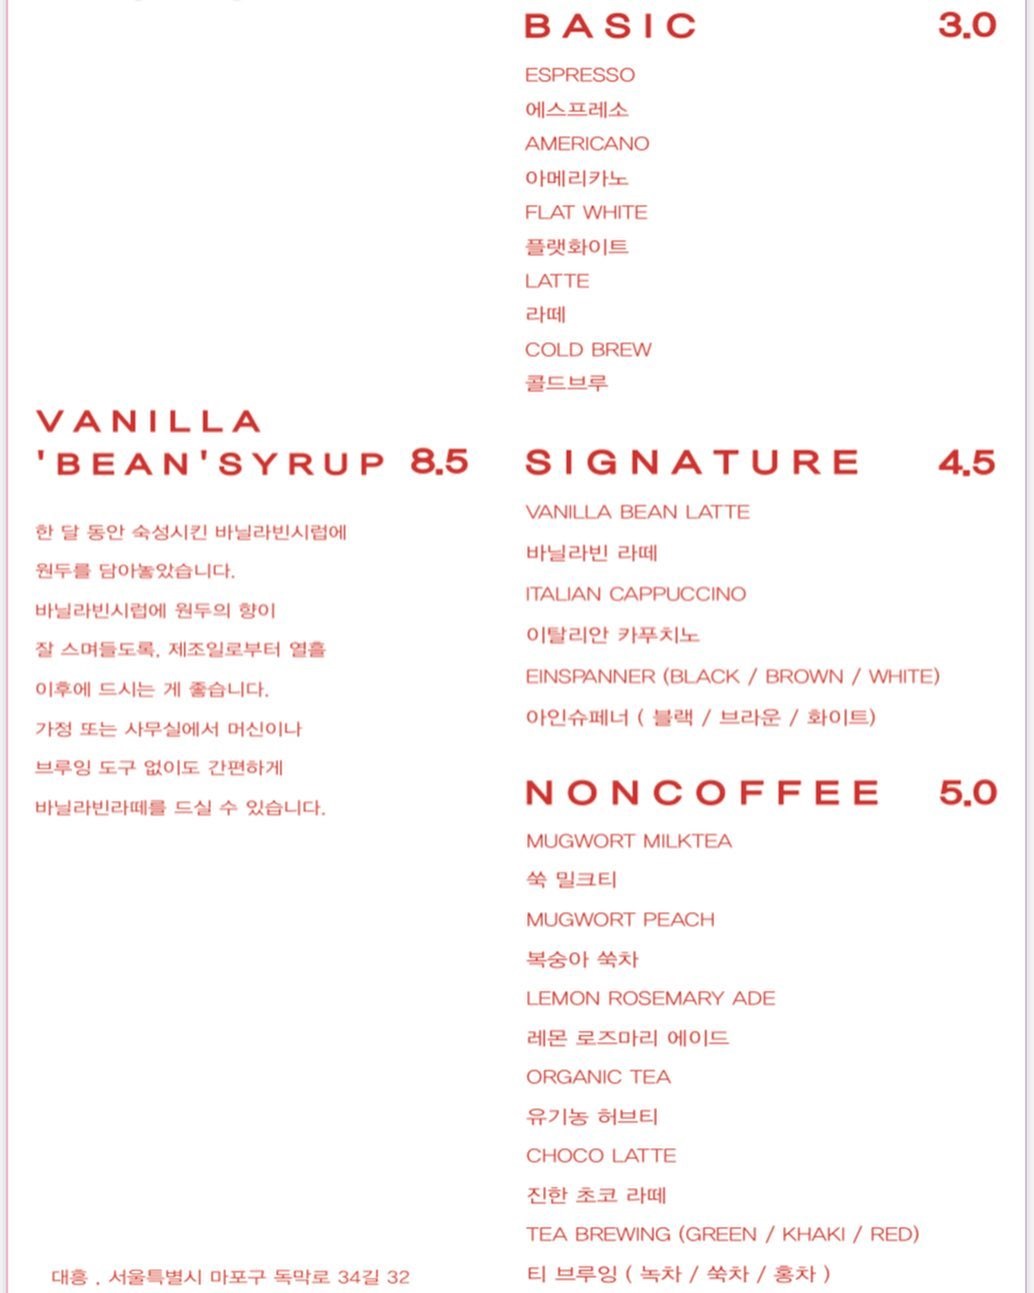 VANILLA
'BEAN'SYRUP 8.5
한 달 동안 숙성시킨 바닐라빈시럽에
원두를 담아놓았습니다.
바닐라빈시럽에 원두의 향이
잘 스며들도록, 제조일로부터 열흘
이후에 드시는 게 좋습니다.
가정 또는 사무실에서 머신이나
브루잉 도구 없이도 간편하게
바닐라빈라떼를 드실 수 있습니다.
대흥 . 서울특별시 마포구 독막로 34길 32
BASIC 3.0
ESPRESSO
에스프레소
AMERICANO
아메리카노
FLAT WHITE
플랫화이트
LATTE
라떼
COLD BREW
콜드브루
SIGNATURE 4.5
VANILLA BEAN LATTE
바닐라빈 라떼
ITALIAN CAPPUCCINO
이탈리안 카푸치노
EINSPANNER (BLACK / BROWN / WHITE)
아인슈페너 ( 블랙 / 브라운 / 화이트)
NONCOFFEE 5.0
MUGWORT MILKTEA
쑥 밀크티
MUGWORT PEACH
복숭아 쑥차
LEMON ROSEMARY ADE
레몬 로즈마리 에이드
ORGANIC TEA
유기농 허브티
CHOCO LATTE
진한 초코 라떼
TEA BREWING (GREEN / KHAKI / RED)
티 브루잉 ( 녹차 / 쑥차 / 홍차 )